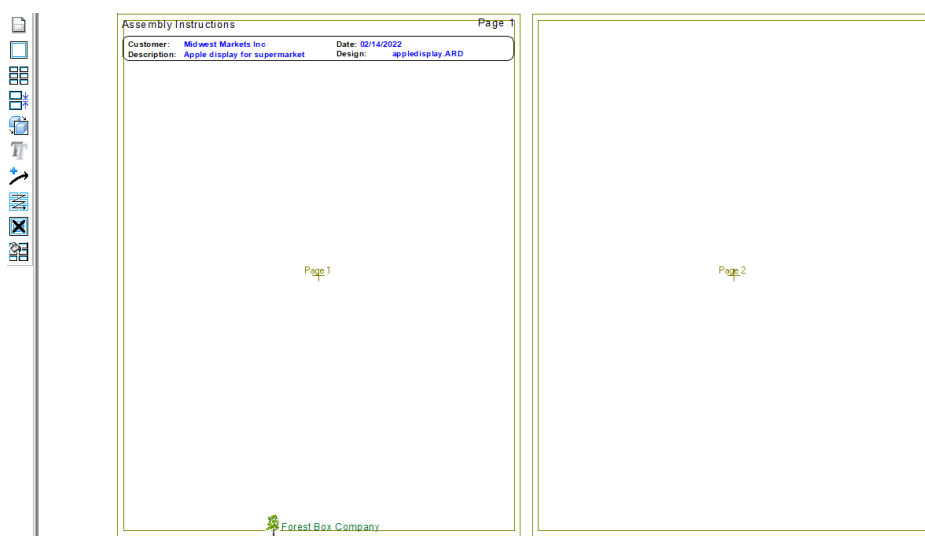 Assembly Instructions Page 1
Customer: Midwest Markets Inc Date: 02/14/2022
Description: Apple display for supermarket Design: appledisplay.ARD
Page 1 Page 2
Forest Box Company